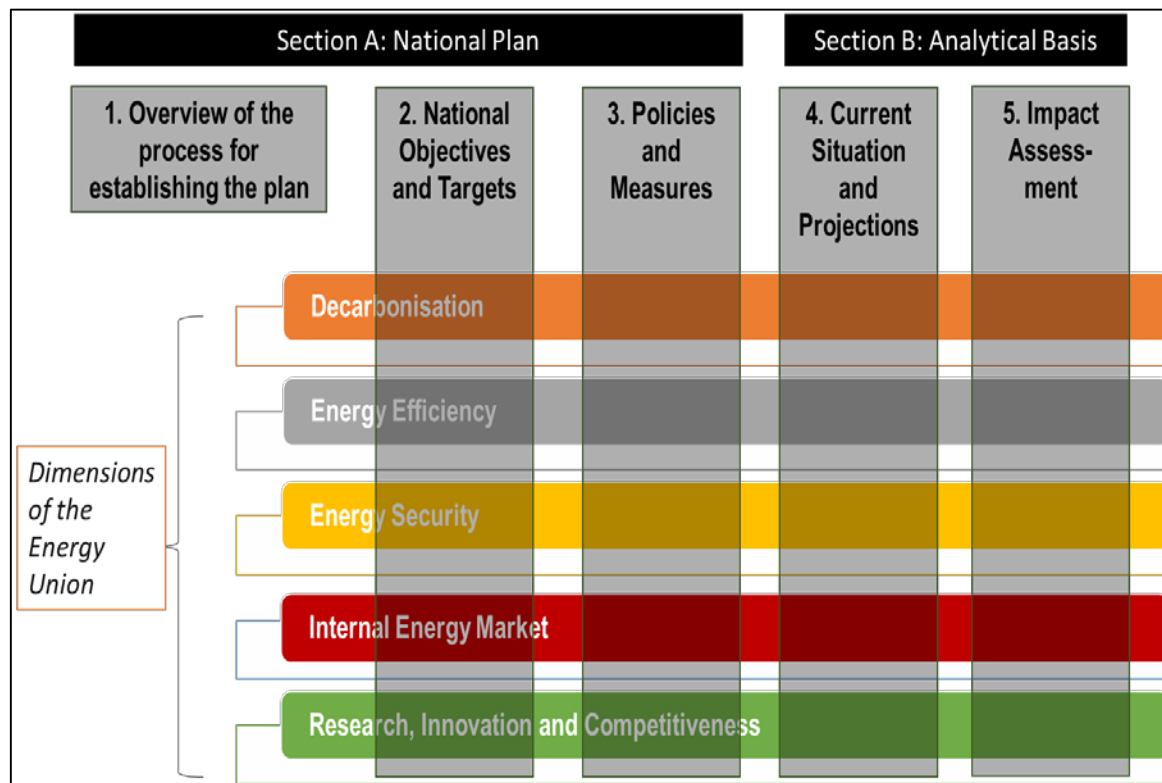 Section A: National Plan
Section B: Analytical Basis
1. Overview of the
process for
establishing the plan
2. National
Objectives
and Targets
3. Policies
and
Measures
4. Current
Situation
and
Projections
5. Impact
Assess-
ment
Decarbonisation
Energy Efficiency
Energy Security
Internal Energy Market
Research, Innovation and Competitiveness
Dimensions
of the
Energy
Union